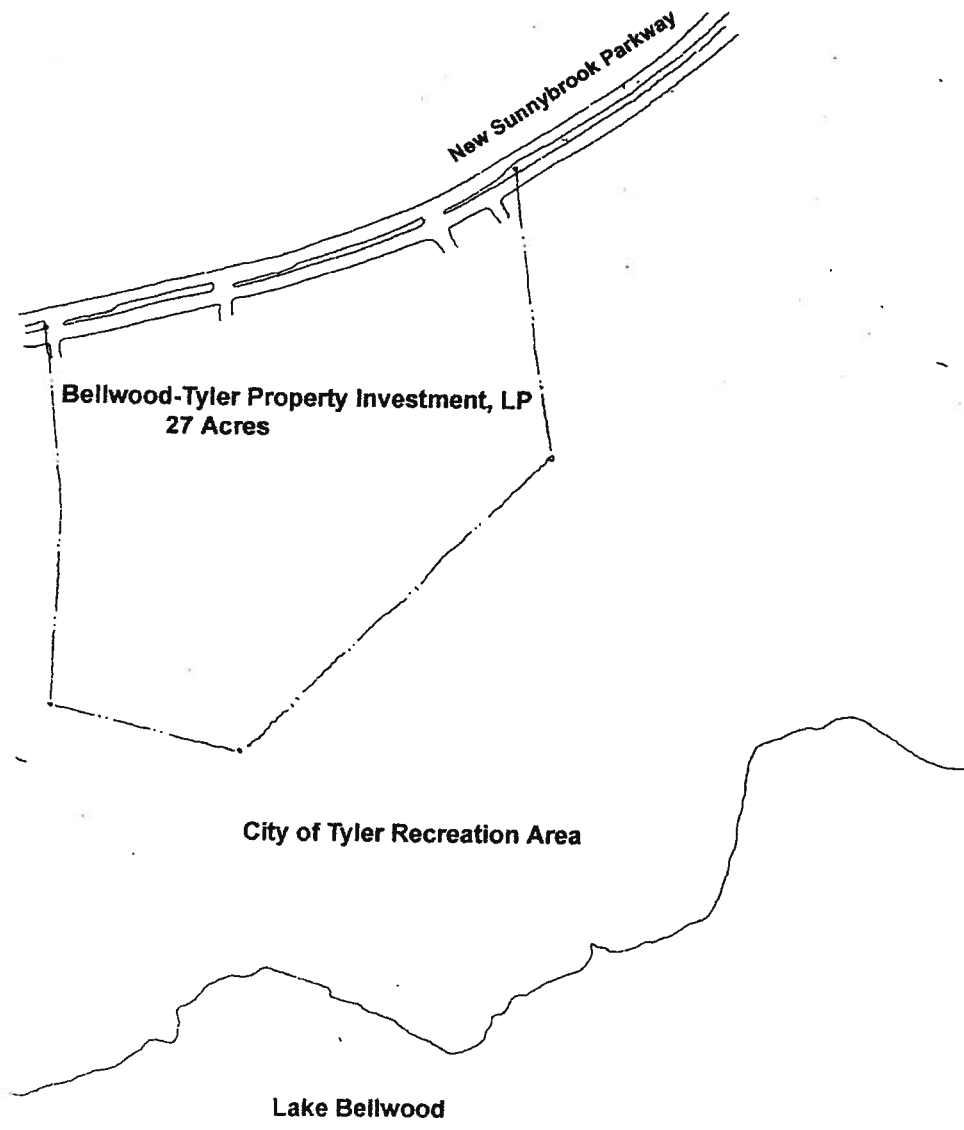 New Sunnybrook Parkway
Bellwood-Tyler Property Investment, LP
27 Acres
City of Tyler Recreation Area
Lake Bellwood